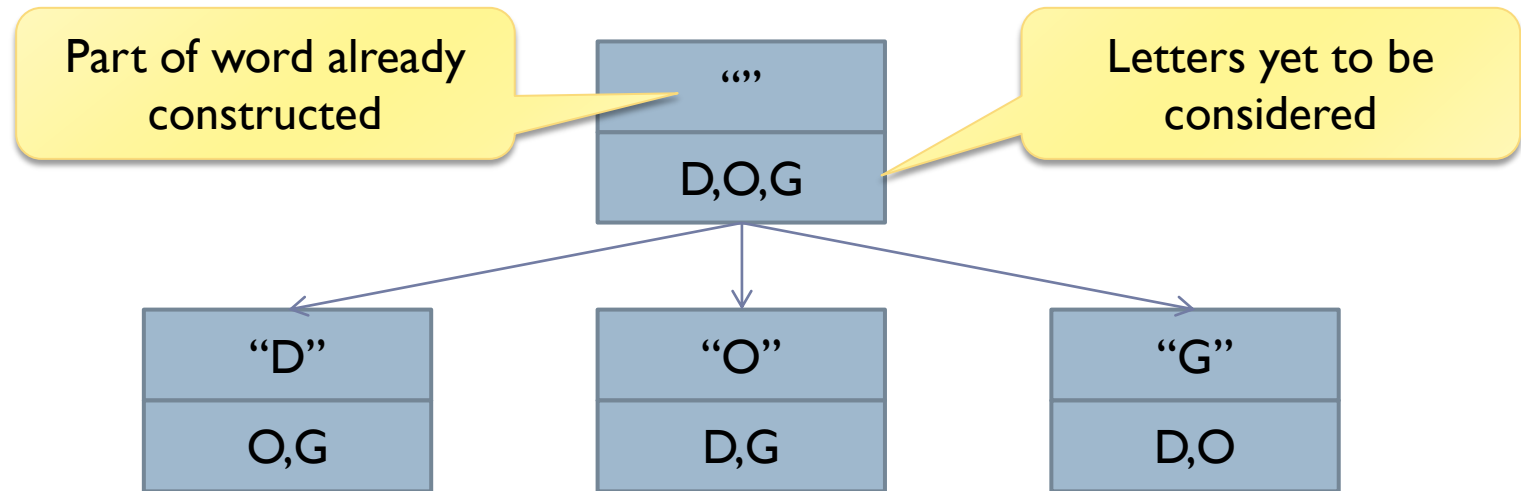 Part of word already
constructed
“”
Letters yet to be
considered
D,O,G
“D”
“O”
“G”
O,G
D,G
D,O